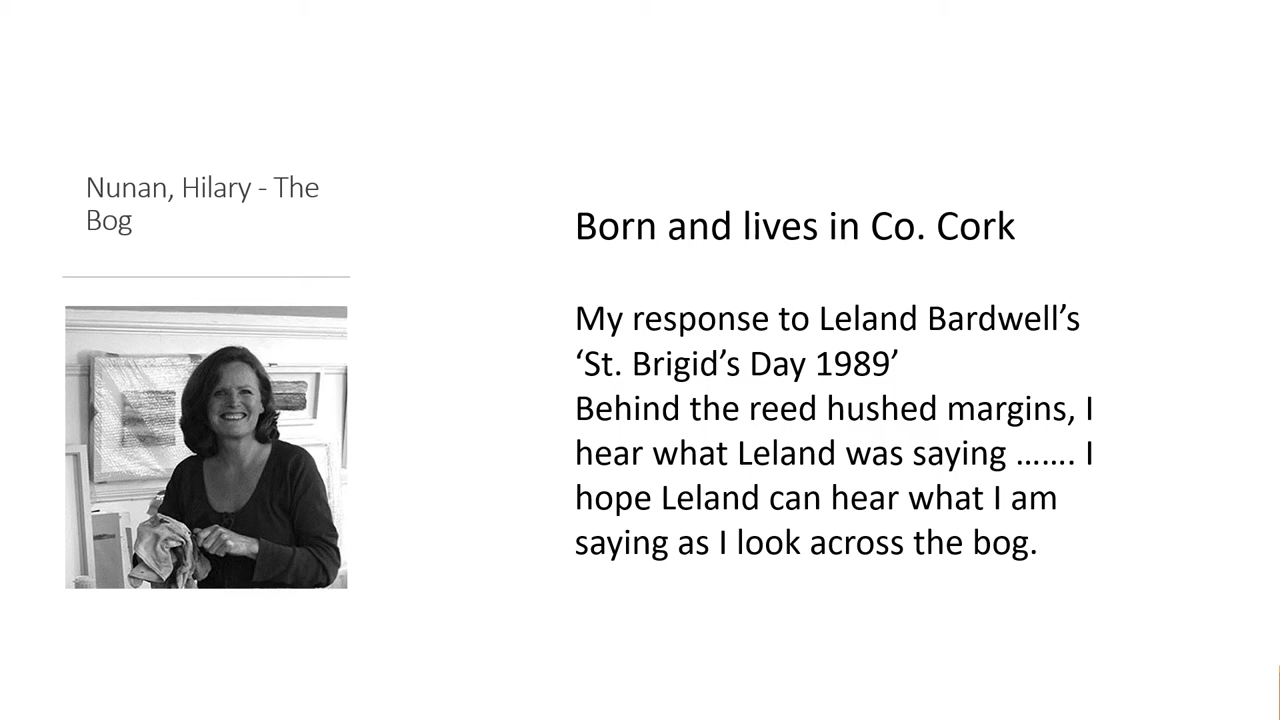 Nunan, Hilary - The
Bog
Born and lives in Co. Cork
My response to Leland Bardwell’s
‘St. Brigid’s Day 1989’
Behind the reed hushed margins, I
hear what Leland was saying ……. I
hope Leland can hear what I am
saying as I look across the bog.